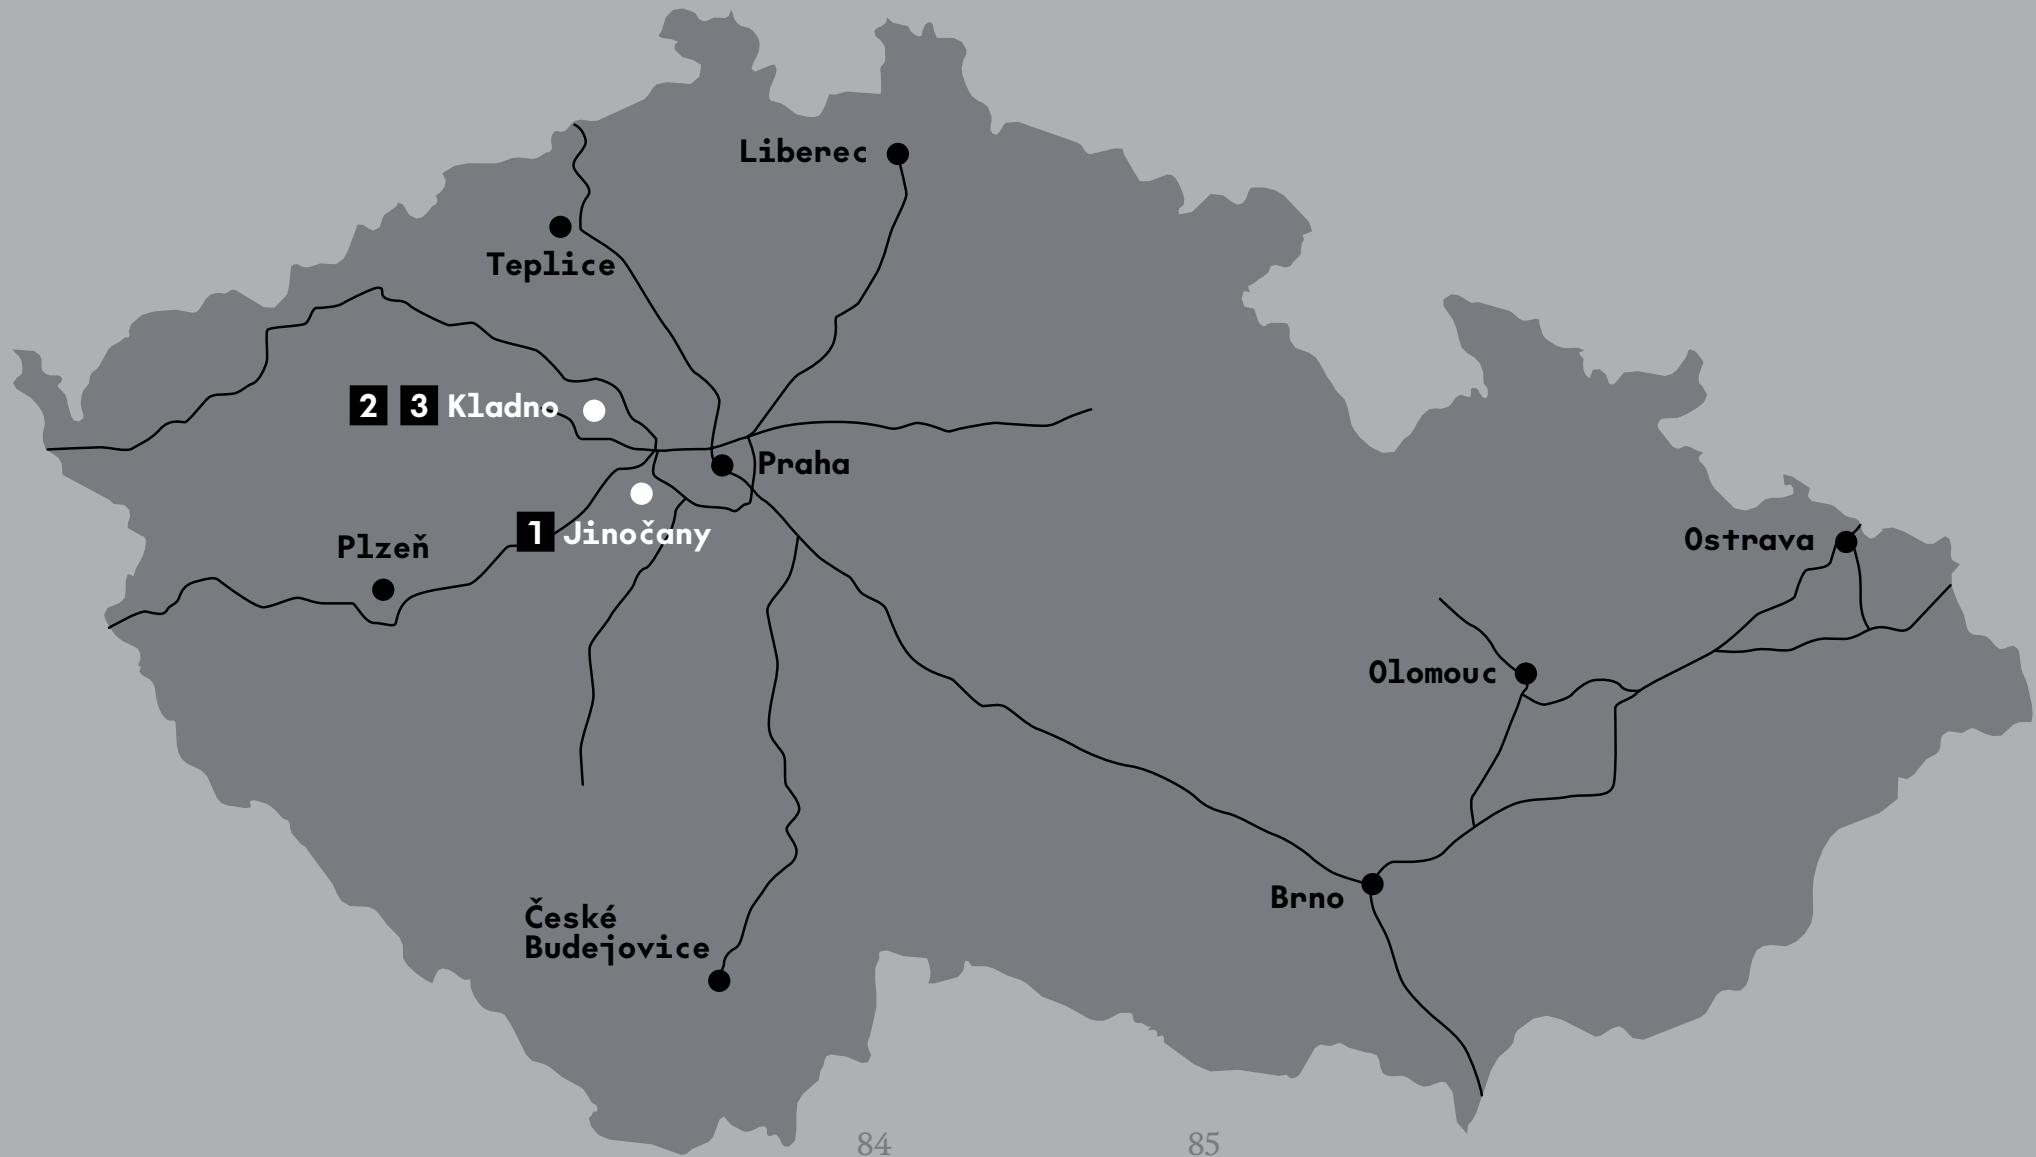 Liberec
Teplice
2 3 Kladno
Praha
1 Jinočany
Plzeň
Ostrava
Olomouc
Brno
České
Budejovice
84 85